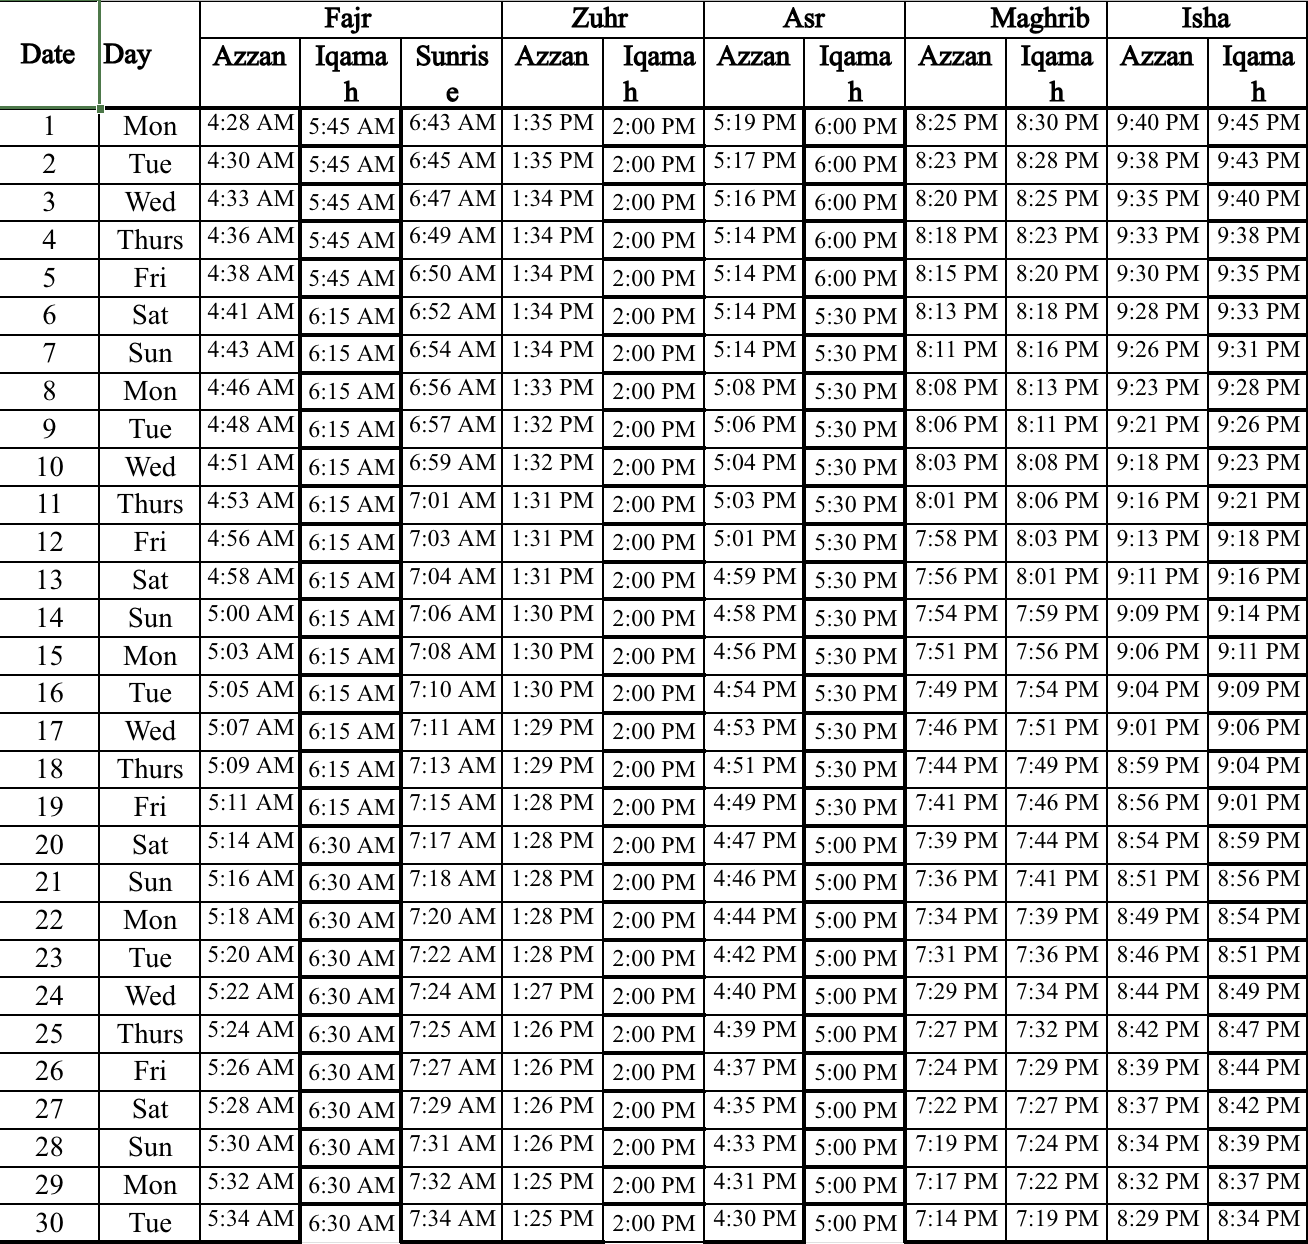 Fajr Zuhr Asr Maghrib Isha
Date Day Azzan Iqama Sunris Azzan Iqama Azzan Iqama Azzan Iqama Azzan Iqama
h e h h h h
1 Mon 4:28 AM 5:45 AM 6:43 AM 1:35 PM 2:00 PM 5:19 PM 6:00 PM 8:25 PM 8:30 PM 9:40 PM 9:45 PM
2 Tue 4:30 AM 5:45 AM 6:45 AM 1:35 PM 2:00 PM 5:17 PM 6:00 PM 8:23 PM 8:28 PM 9:38 PM 9:43 PM
3 Wed 4:33 AM 5:45 AM 6:47 AM 1:34 PM 2:00 PM 5:16 PM 6:00 PM 8:20 PM 8:25 PM 9:35 PM 9:40 PM
4 Thurs 4:36 AM 5:45 AM 6:49 AM 1:34 PM 2:00 PM 5:14 PM 6:00 PM 8:18 PM 8:23 PM 9:33 PM 9:38 PM
5 Fri 4:38 AM 5:45 AM 6:50 AM 1:34 PM 2:00 PM 5:14 PM 6:00 PM 8:15 PM 8:20 PM 9:30 PM 9:35 PM
6 Sat 4:41 AM 6:15 AM 6:52 AM 1:34 PM 2:00 PM 5:14 PM 5:30 PM 8:13 PM 8:18 PM 9:28 PM 9:33 PM
7 Sun 4:43 AM 6:15 AM 6:54 AM 1:34 PM 2:00 PM 5:14 PM 5:30 PM 8:11 PM 8:16 PM 9:26 PM 9:31 PM
8 Mon 4:46 AM 6:15 AM 6:56 AM 1:33 PM 2:00 PM 5:08 PM 5:30 PM 8:08 PM 8:13 PM 9:23 PM 9:28 PM
9 Tue 4:48 AM 6:15 AM 6:57 AM 1:32 PM 2:00 PM 5:06 PM 5:30 PM 8:06 PM 8:11 PM 9:21 PM 9:26 PM
10 Wed 4:51 AM 6:15 AM 6:59 AM 1:32 PM 2:00 PM 5:04 PM 5:30 PM 8:03 PM 8:08 PM 9:18 PM 9:23 PM
11 Thurs 4:53 AM 6:15 AM 7:01 AM 1:31 PM 2:00 PM 5:03 PM 5:30 PM 8:01 PM 8:06 PM 9:16 PM 9:21 PM
12 Fri 4:56 AM 6:15 AM 7:03 AM 1:31 PM 2:00 PM 5:01 PM 5:30 PM 7:58 PM 8:03 PM 9:13 PM 9:18 PM
13 Sat 4:58 AM 6:15 AM 7:04 AM 1:31 PM 2:00 PM 4:59 PM 5:30 PM 7:56 PM 8:01 PM 9:11 PM 9:16 PM
14 Sun 5:00 AM 6:15 AM 7:06 AM 1:30 PM 2:00 PM 4:58 PM 5:30 PM 7:54 PM 7:59 PM 9:09 PM 9:14 PM
15 Mon 5:03 AM 6:15 AM 7:08 AM 1:30 PM 2:00 PM 4:56 PM 5:30 PM 7:51 PM 7:56 PM 9:06 PM 9:11 PM
16 Tue 5:05 AM 6:15 AM 7:10 AM 1:30 PM 2:00 PM 4:54 PM 5:30 PM 7:49 PM 7:54 PM 9:04 PM 9:09 PM
17 Wed 5:07 AM 6:15 AM 7:11 AM 1:29 PM 2:00 PM 4:53 PM 5:30 PM 7:46 PM 7:51 PM 9:01 PM 9:06 PM
18 Thurs 5:09 AM 6:15 AM 7:13 AM 1:29 PM 2:00 PM 4:51 PM 5:30 PM 7:44 PM 7:49 PM 8:59 PM 9:04 PM
19 Fri 5:11 AM 6:15 AM 7:15 AM 1:28 PM 2:00 PM 4:49 PM 5:30 PM 7:41 PM 7:46 PM 8:56 PM 9:01 PM
20 Sat 5:14 AM 6:30 AM 7:17 AM 1:28 PM 2:00 PM 4:47 PM 5:00 PM 7:39 PM 7:44 PM 8:54 PM 8:59 PM
21 Sun 5:16 AM 6:30 AM 7:18 AM 1:28 PM 2:00 PM 4:46 PM 5:00 PM 7:36 PM 7:41 PM 8:51 PM 8:56 PM
22 Mon 5:18 AM 6:30 AM 7:20 AM 1:28 PM 2:00 PM 4:44 PM 5:00 PM 7:34 PM 7:39 PM 8:49 PM 8:54 PM
23 Tue 5:20 AM 6:30 AM 7:22 AM 1:28 PM 2:00 PM 4:42 PM 5:00 PM 7:31 PM 7:36 PM 8:46 PM 8:51 PM
24 Wed 5:22 AM 6:30 AM 7:24 AM 1:27 PM 2:00 PM 4:40 PM 5:00 PM 7:29 PM 7:34 PM 8:44 PM 8:49 PM
25 Thurs 5:24 AM 6:30 AM 7:25 AM 1:26 PM 2:00 PM 4:39 PM 5:00 PM 7:27 PM 7:32 PM 8:42 PM 8:47 PM
26 Fri 5:26 AM 6:30 AM 7:27 AM 1:26 PM 2:00 PM 4:37 PM 5:00 PM 7:24 PM 7:29 PM 8:39 PM 8:44 PM
27 Sat 5:28 AM 6:30 AM 7:29 AM 1:26 PM 2:00 PM 4:35 PM 5:00 PM 7:22 PM 7:27 PM 8:37 PM 8:42 PM
28 Sun 5:30 AM 6:30 AM 7:31 AM 1:26 PM 2:00 PM 4:33 PM 5:00 PM 7:19 PM 7:24 PM 8:34 PM 8:39 PM
29 Mon 5:32 AM 6:30 AM 7:32 AM 1:25 PM 2:00 PM 4:31 PM 5:00 PM 7:17 PM 7:22 PM 8:32 PM 8:37 PM
30 Tue 5:34 AM 6:30 AM 7:34 AM 1:25 PM 2:00 PM 4:30 PM 5:00 PM 7:14 PM 7:19 PM 8:29 PM 8:34 PM